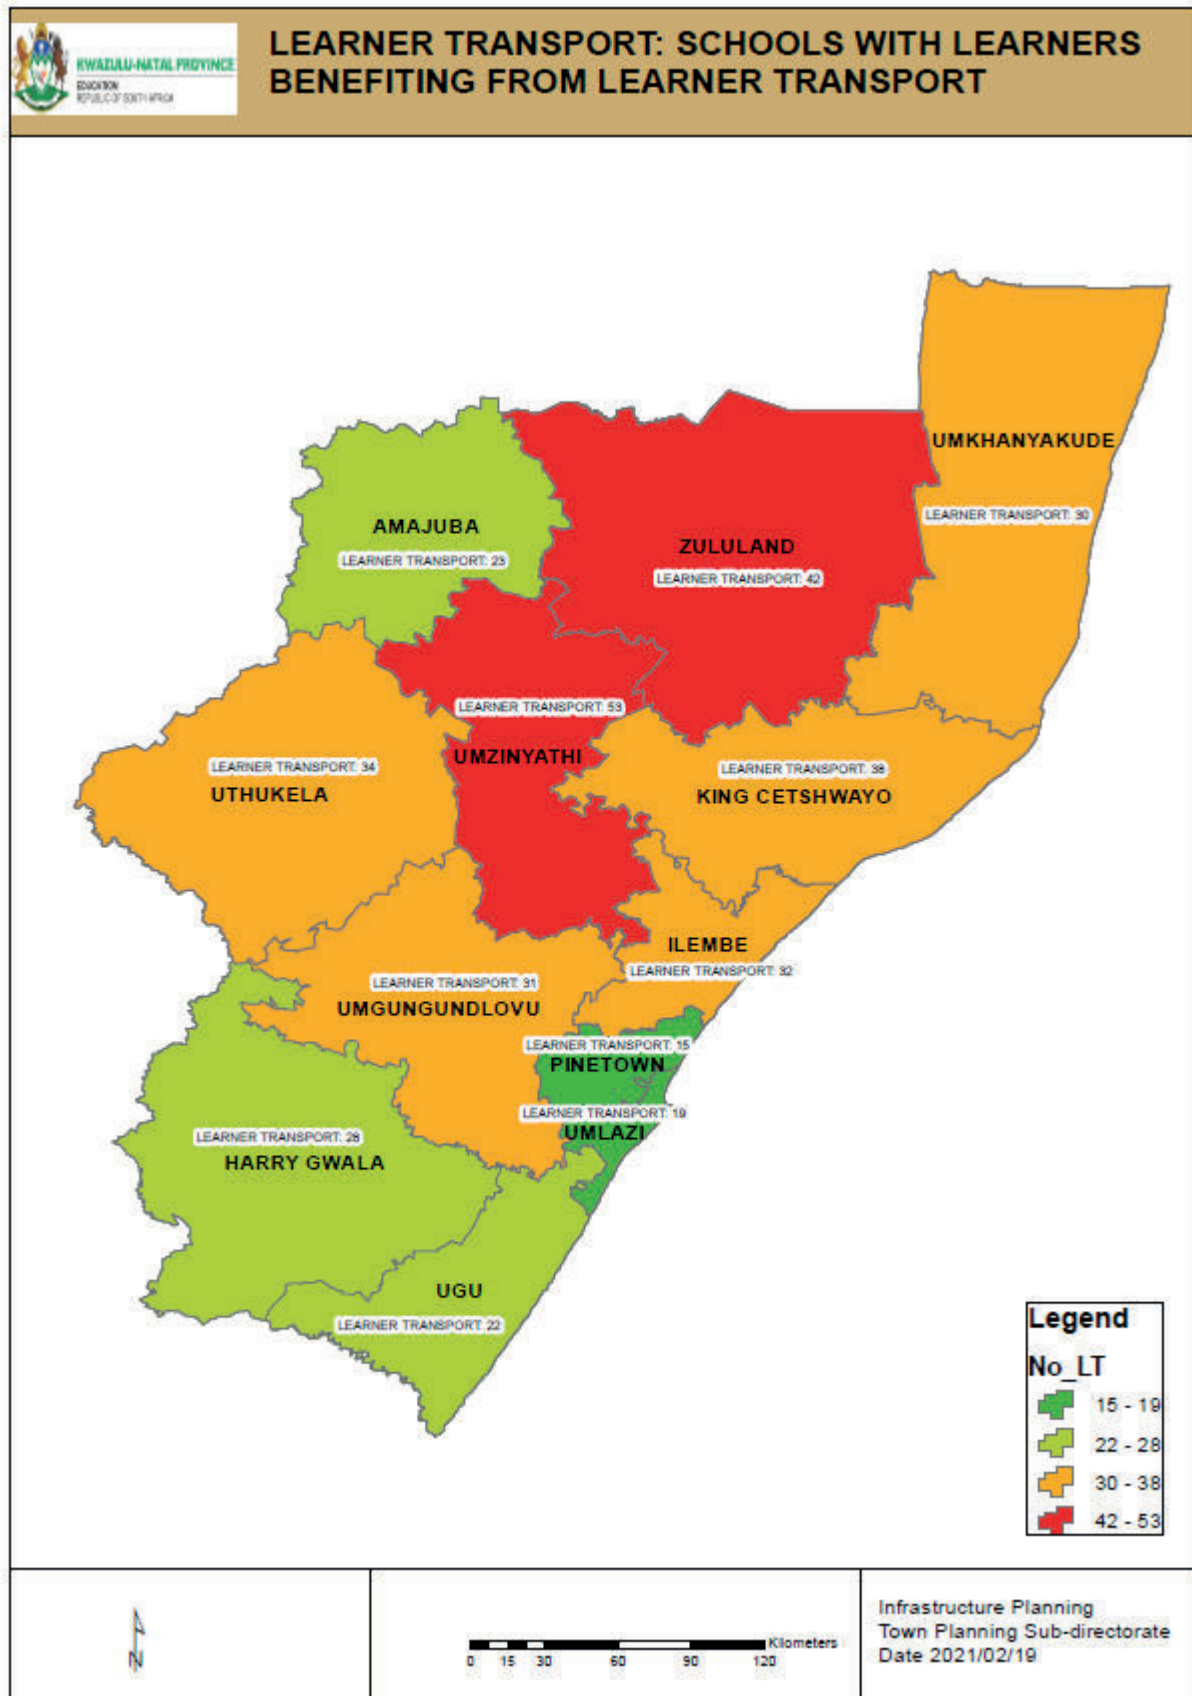 KWAZULU-NATAL PROVINCE
EDUCATION
REPUBLIC OF SOUTH AFRICA
LEARNER TRANSPORT: SCHOOLS WITH LEARNERS
BENEFITING FROM LEARNER TRANSPORT
UMKHANYAKUDE
LEARNER TRANSPORT: 30
AMAJUBA
LEARNER TRANSPORT: 23
ZULULAND
LEARNER TRANSPORT: 42
LEARNER TRANSPORT: 53
UMZINYATHI
LEARNER TRANSPORT: 34
UTHUKELA
LEARNER TRANSPORT: 38
KING CETSHWAYO
ILEMBE
LEARNER TRANSPORT: 32
LEARNER TRANSPORT: 31
UMGUNGUNDLOVU
LEARNER TRANSPORT: 15
PINETOWN
LEARNER TRANSPORT: 19
UMLAZI
LEARNER TRANSPORT: 28
HARRY GWALA
UGU
LEARNER TRANSPORT: 22
Legend
No_LT
15 - 19
22 - 28
30 - 38
42 - 53
N
Kilometers
0 15 30 60 90 120
Infrastructure Planning
Town Planning Sub-directorate
Date 2021/02/19